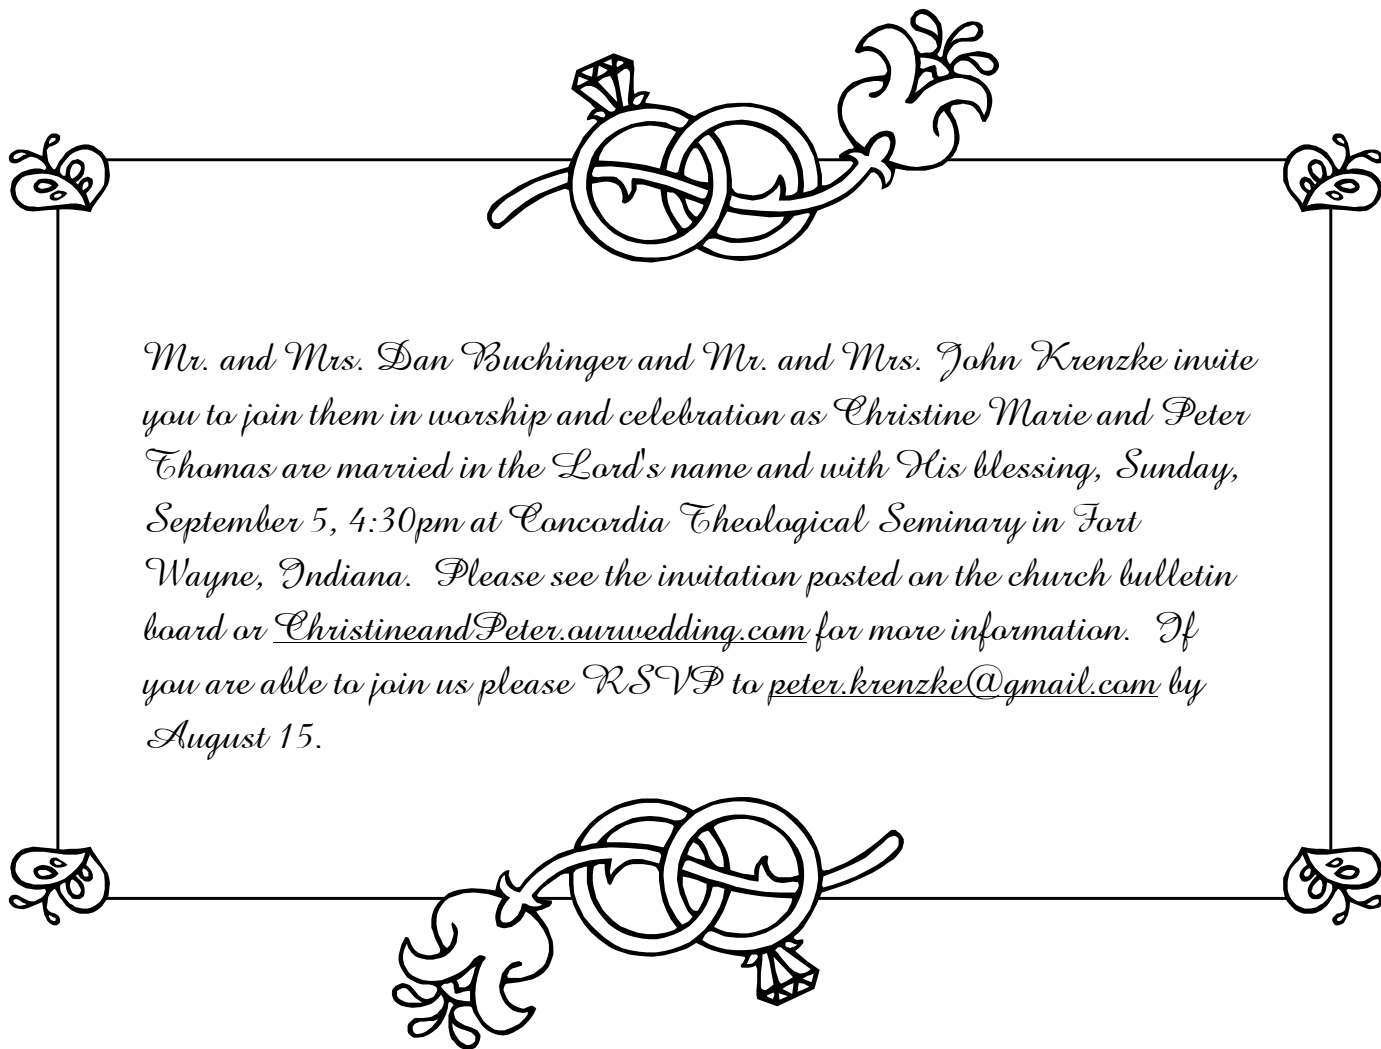 Mr. and Mrs. Dan Buchinger and Mr. and Mrs. John Krenzke invite
you to join them in worship and celebration as Christine Marie and Peter
Thomas are married in the Lord's name and with His blessing, Sunday,
September 5, 4:30pm at Concordia Theological Seminary in Fort
Wayne, Indiana. Please see the invitation posted on the church bulletin
board or ChristineandPeter.ourwedding.com for more information. If
you are able to join us please RSVP to peter.krenzke@gmail.com by
August 15.